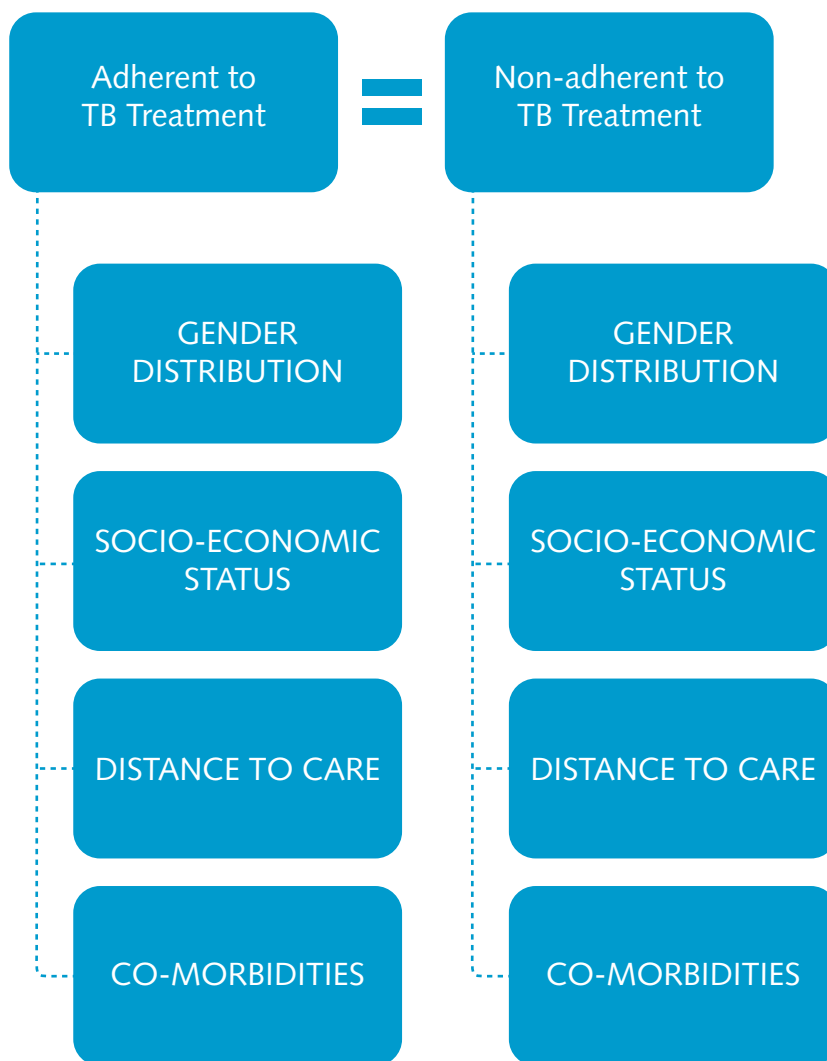 Adherent to
TB Treatment
Non-adherent to
TB Treatment
GENDER
DISTRIBUTION
GENDER
DISTRIBUTION
SOCIO-ECONOMIC
STATUS
SOCIO-ECONOMIC
STATUS
DISTANCE TO CARE
DISTANCE TO CARE
CO-MORBIDITIES
CO-MORBIDITIES